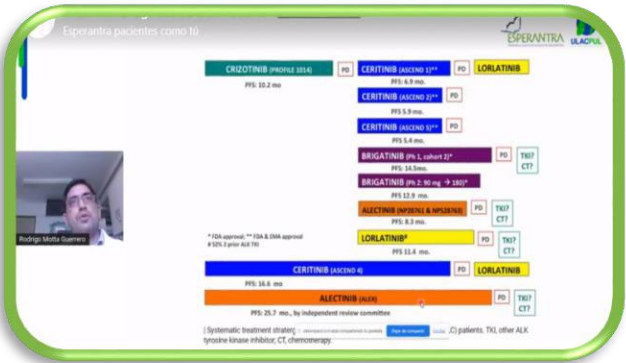 Esperantra pacientes como tú
ESPERANTRA
ULACPUL
CRIZOTINIB (PROFILE 1014) PD CERITINIB (ASCEND 1)** PD LORLATINIB
PFS: 10.2 mo
PFS: 6.9 mo.
CERITINIB (ASCEND 2)** PD
PFS 5.9 mo.
CERITINIB (ASCEND 5)** PD
PFS 5.4 mo.
BRIGATINIB (Ph 1, cohort 2)* PD TKI?
CT?
PFS: 14.5mo.
BRIGATINIB (Ph 2: 90 mg → 180)*
PFS 12.9 mo.
ALECTINIB (NP28761 & NP528763) PD TKI?
CT?
PFS: 8.3 mo.
Rodrigo Motta Guerrero
* FDA approval; ** FDA & EMA approval
# 52% 2 prior ALK TKI
LORLATINIB# PD TKI?
CT?
PFS 11.4 mo.
CERITINIB (ASCEND 4) PD LORLATINIB
PFS: 16.6 mo
ALECTINIB (ALEX) PD TKI?
CT?
PFS: 25.7 mo., by independent review committee
Systematic treatment strateg C) patients. TKI, other ALK
tyrosine kinase inhibitor; CT, chemotherapy.